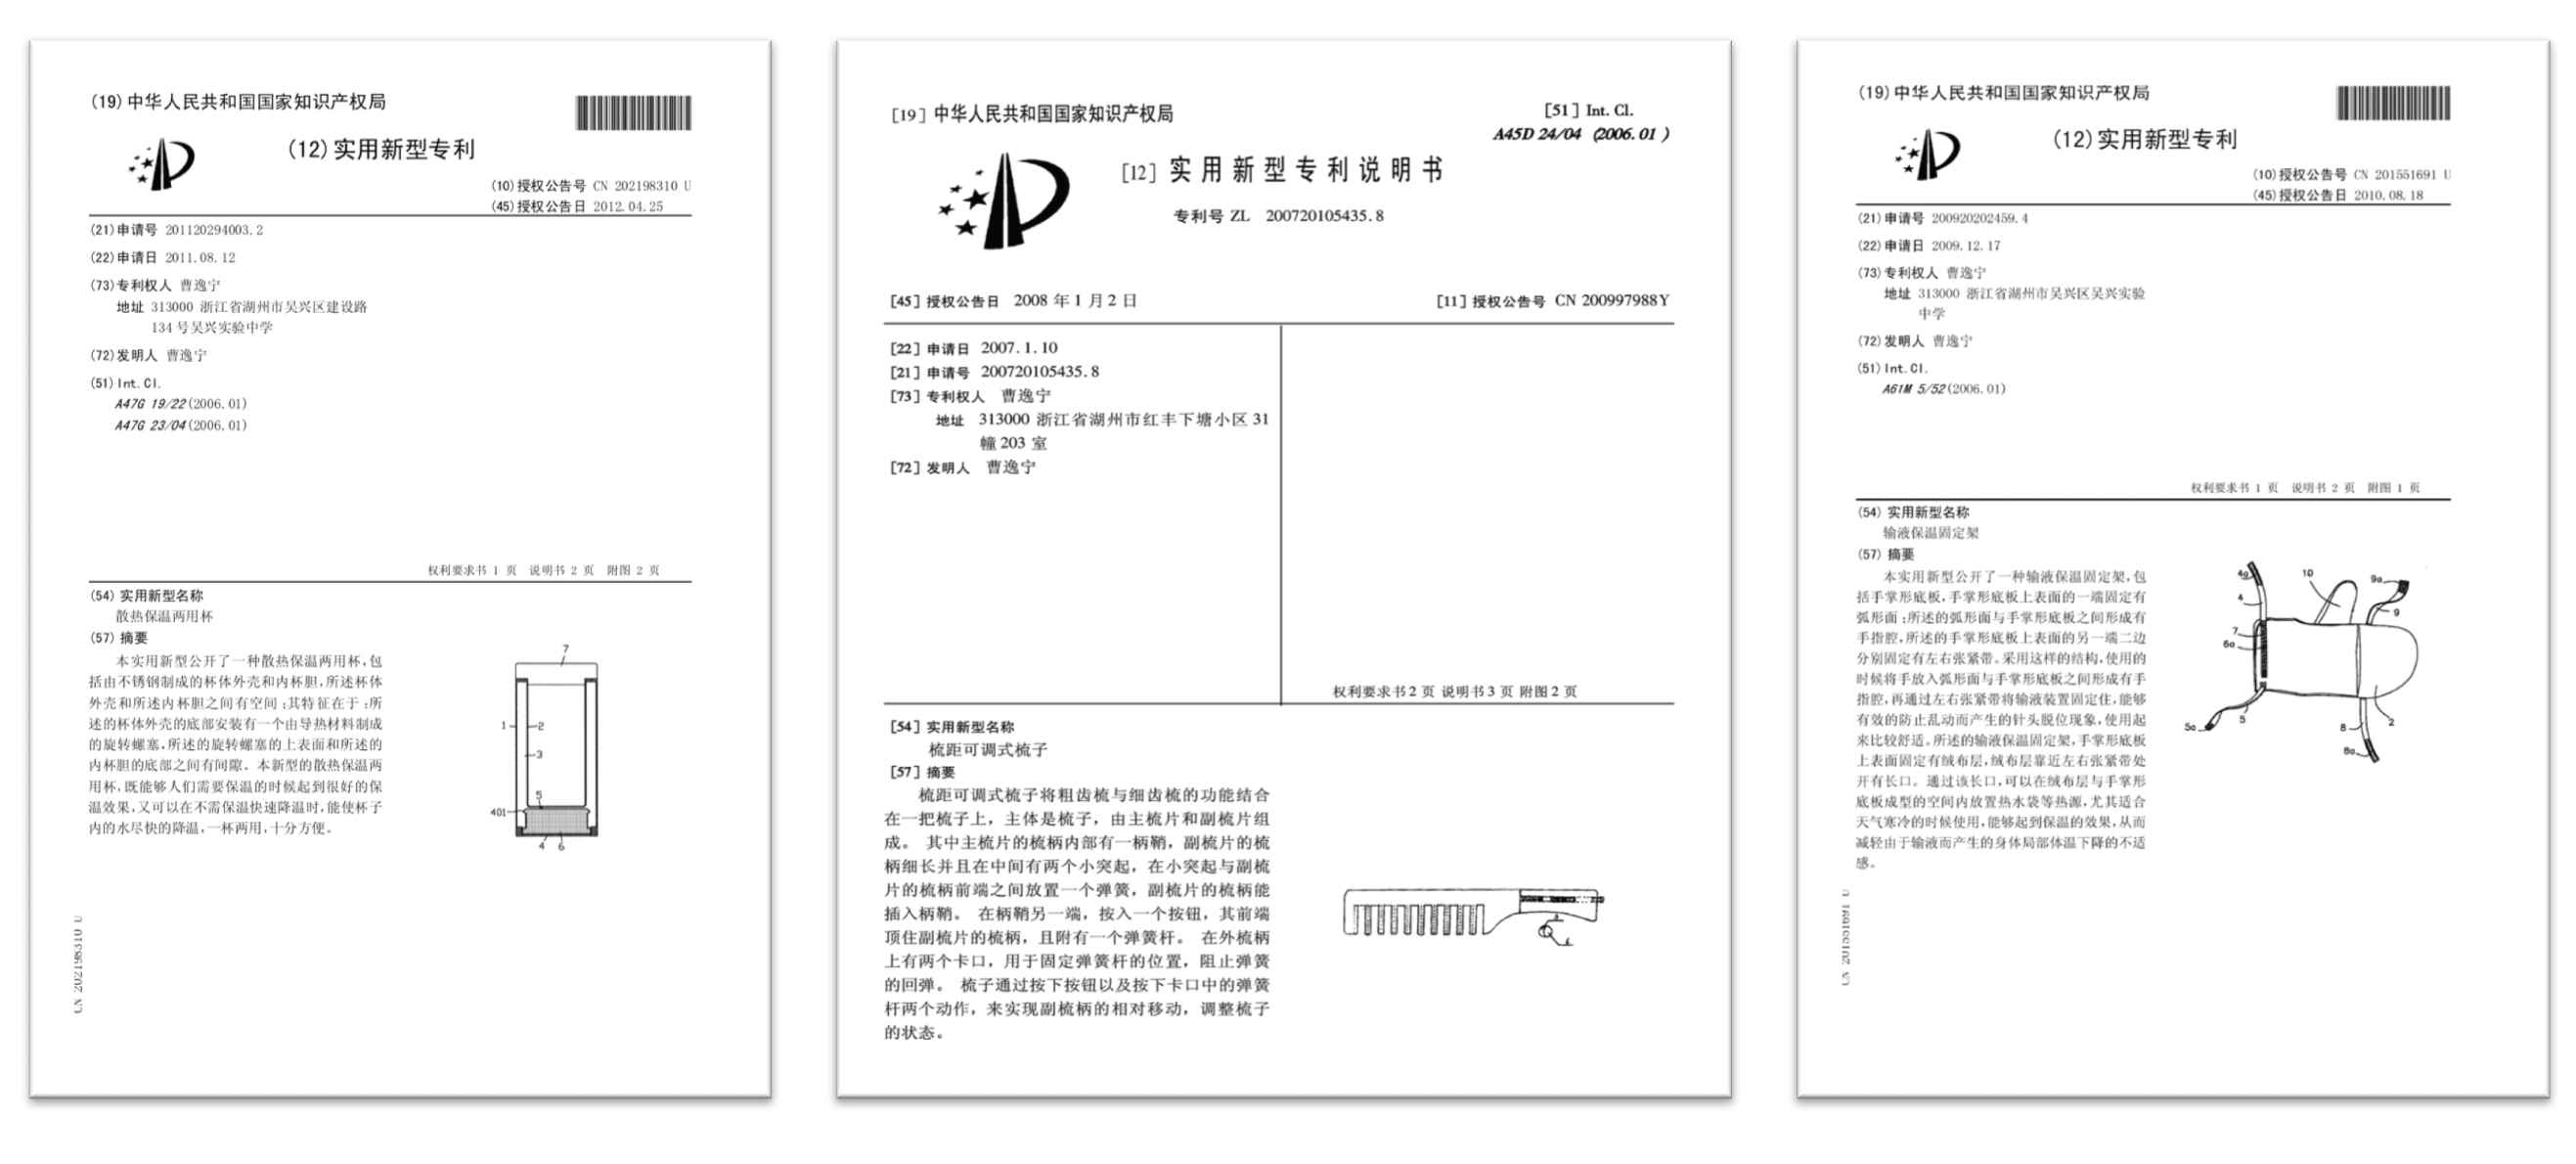 (19)中华人民共和国国家知识产权局
(12)实用新型专利
(10)授权公告号 CN 202198310 U
(45)授权公告日 2012.04.25
(21)申请号 201120294003.2
(22)申请日 2011.08.12
(73)专利权人 曹逸宁
地址 313000 浙江省湖州市吴兴区建设路
134号吴兴实验中学
(72)发明人 曹逸宁
(51)Int.Cl.
A47G 19/22(2006.01)
A47G 23/04(2006.01)
权利要求书 1 页 说明书 2 页 附图 2 页
(54)实用新型名称
散热保温两用杯
(57)摘要
本实用新型公开了一种散热保温两用杯,包
括由不锈钢制成的杯体外壳和内杯胆,所述杯体
外壳和所述内杯胆之间有空间;其特征在于:所
述的杯体外壳的底部安装有一个由导热材料制成
的旋转螺塞,所述的旋转螺塞的上表面和所述的
内杯胆的底部之间有间隙。本新型的散热保温两
用杯,既能够人们需要保温的时候起到很好的保
温效果,又可以在不需保温快速降温时,能使杯子
内的水尽快的降温,一杯两用,十分方便。
7
1
2
3
5
401
4
6
CN 202198310 U
[19]中华人民共和国国家知识产权局
[51]Int. Cl.
A45D 24/04 (2006.01)
[12]实用新型专利说明书
专利号 ZL 200720105435.8
[45]授权公告日 2008年1月2日
[11]授权公告号 CN 200997988Y
[22]申请日 2007.1.10
[21]申请号 200720105435.8
[73]专利权人 曹逸宁
地址 313000 浙江省湖州市红丰下塘小区31
幢203室
[72]发明人 曹逸宁
权利要求书2页 说明书3页 附图2页
[54]实用新型名称
梳距可调式梳子
[57]摘要
梳距可调式梳子将粗齿梳与细齿梳的功能结合
在一把梳子上,主体是梳子,由主梳片和副梳片组
成。 其中主梳片的梳柄内部有一柄鞘,副梳片的梳
柄细长并且在中间有两个小突起,在小突起与副梳
片的梳柄前端之间放置一个弹簧,副梳片的梳柄能
插入柄鞘。 在柄鞘另一端,按入一个按钮,其前端
顶住副梳片的梳柄,且附有一个弹簧杆。 在外梳柄
上有两个卡口,用于固定弹簧杆的位置,阻止弹簧
的回弹。 梳子通过按下按钮以及按下卡口中的弹簧
杆两个动作,来实现副梳柄的相对移动,调整梳子
的状态。
(19)中华人民共和国国家知识产权局
(12)实用新型专利
(10)授权公告号 CN 201551691 U
(45)授权公告日 2010.08.18
(21)申请号 200920202459.4
(22)申请日 2009.12.17
(73)专利权人 曹逸宁
地址 313000 浙江省湖州市吴兴区吴兴实验
中学
(72)发明人 曹逸宁
(51)Int.Cl.
A61M 5/52(2006.01)
权利要求书 1 页 说明书 2 页 附图 1 页
(54)实用新型名称
输液保温固定架
(57)摘要
本实用新型公开了一种输液保温固定架,包
括手掌形底板,手掌形底板上表面的一端固定有
弧形面;所述的弧形面与手掌形底板之间形成有
手指腔,所述的手掌形底板上表面的另一端二边
分别固定有左右张紧带。采用这样的结构,使用的
时候将手放入弧形面与手掌形底板之间形成有手
指腔,再通过左右张紧带将输液装置固定住,能够
有效的防止乱动而产生的针头脱位现象,使用起
来比较舒适。所述的输液保温固定架,手掌形底板
上表面固定有绒布层,绒布层靠近左右张紧带处
开有长口。通过该长口,可以在绒布层与手掌形
底板成型的空间内放置热水袋等热源,尤其适合
天气寒冷的时候使用,能够起到保温的效果,从而
减轻由于输液而产生的身体局部体温下降的不适
感。
4a
10
9a
4
9
7
6a
5a
5
8
2
8a
CN 201551691 U